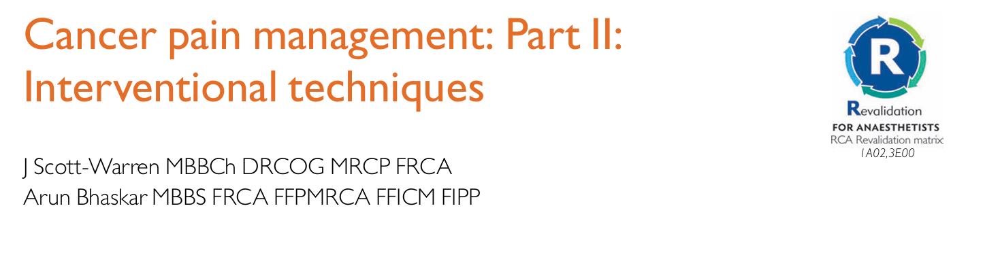 Cancer pain management: Part II:
Interventional techniques
J Scott-Warren MBBCh DRCOG MRCP FRCA
Arun Bhaskar MBBS FRCA FFPMRCA FFICM FIPP
R
Revalidation
FOR ANAESTHETISTS
RCA Revalidation matrix
1A02,3E00